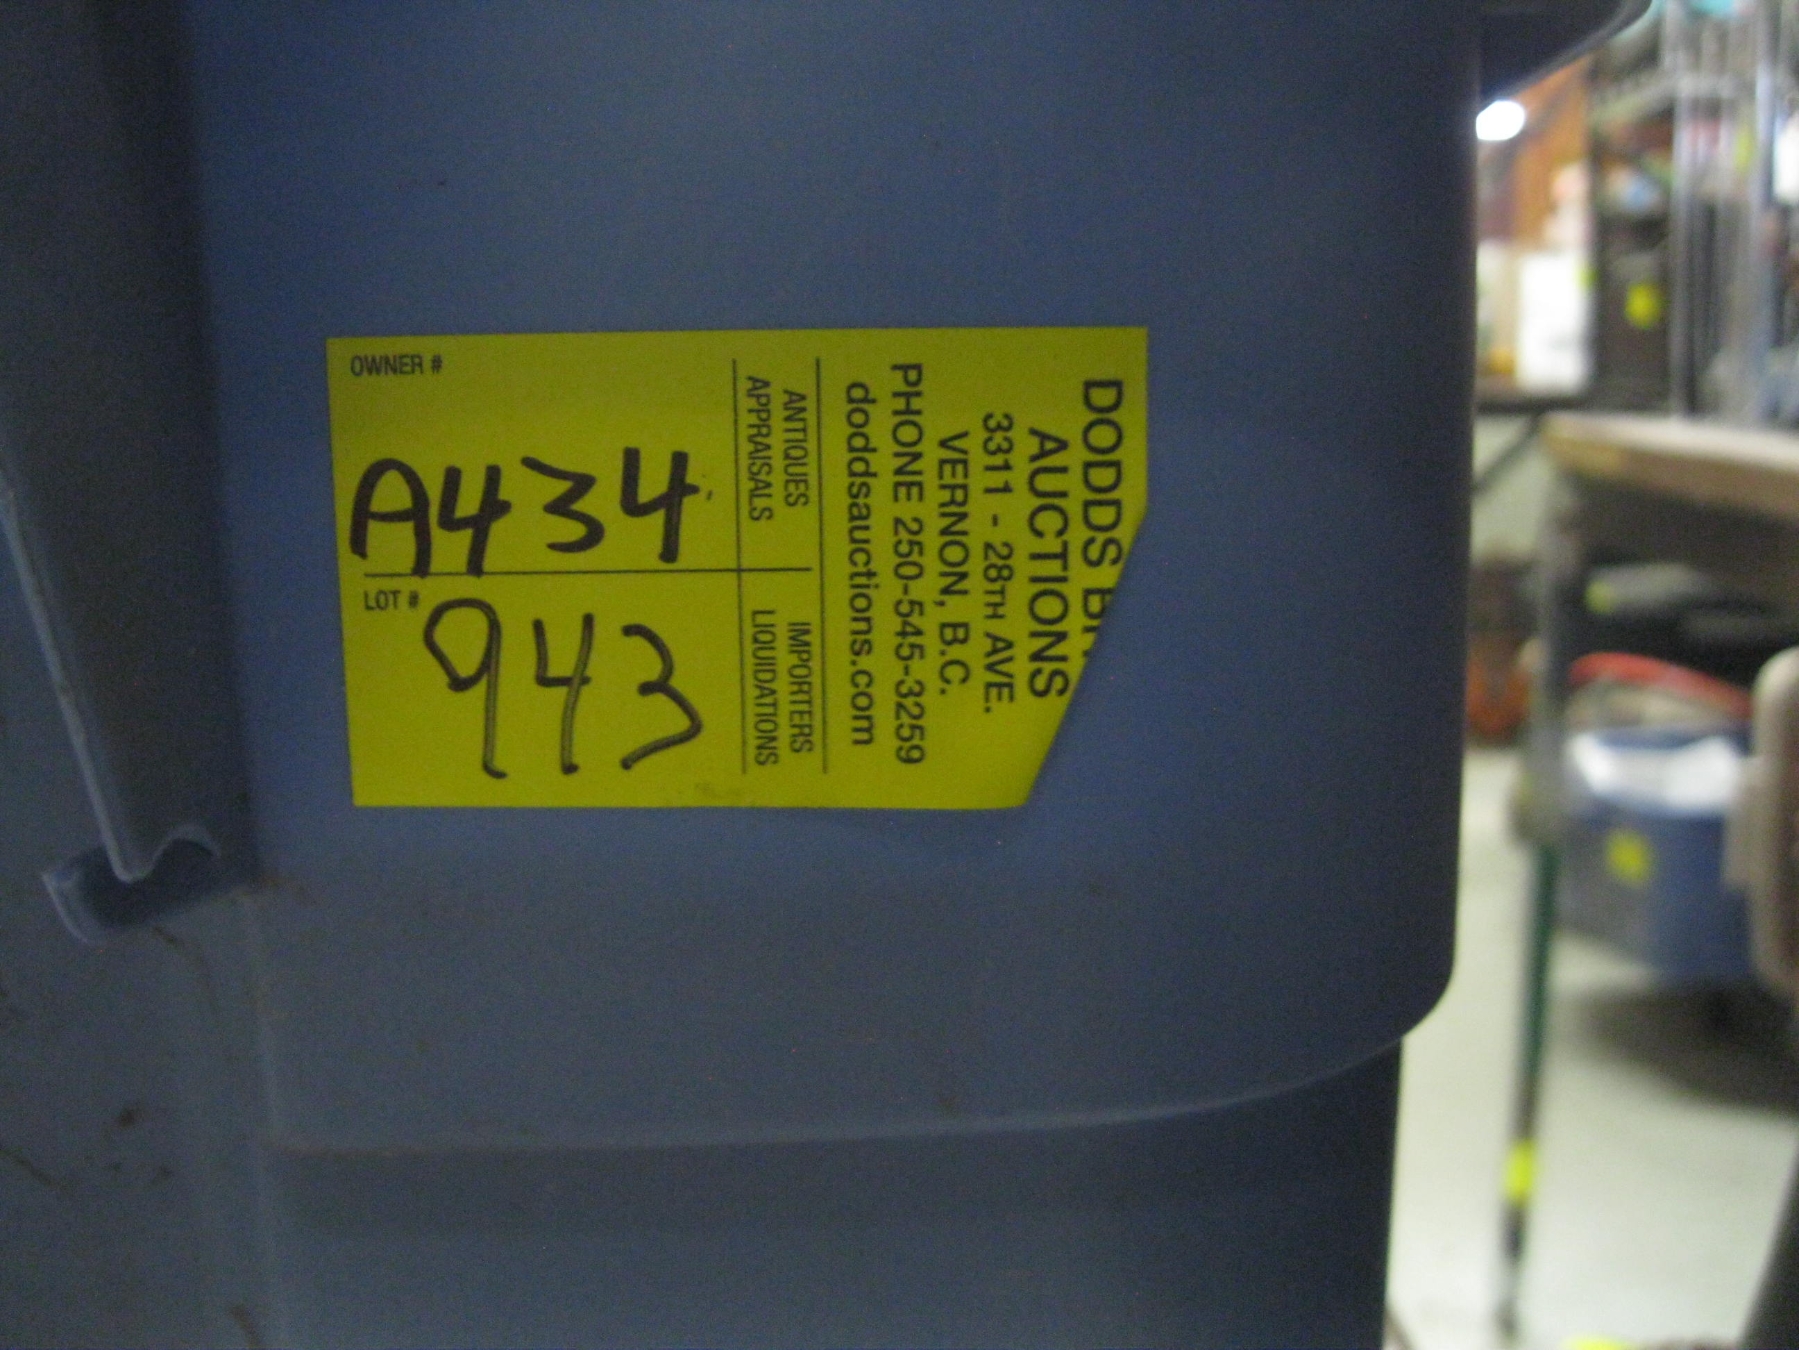 DODDS
AUCTIONS
3311 - 28TH AVE.
VERNON, B.C.
PHONE 250-545-3259
doddsauctions.com
ANTIQUES
APPRAISALS
IMPORTERS
LIQUIDATIONS
OWNER #
A434
LOT #
943